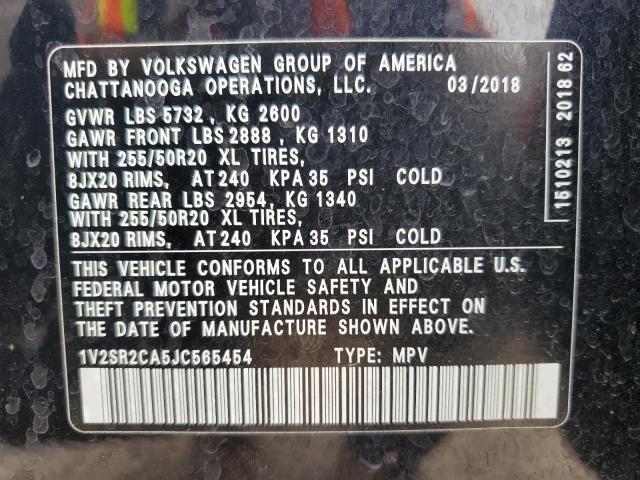 MFD BY VOLKSWAGEN GROUP OF AMERICA
CHATTANOOGA OPERATIONS, LLC. 03/2018
GVWR LBS 5732 , KG 2600
GAWR FRONT LBS 2888 , KG 1310
WITH 255/50R20 XL TIRES,
8JX20 RIMS, AT 240 KPA 35 PSI COLD
GAWR REAR LBS 2954, KG 1340
WITH 255/50R20 XL TIRES,
8JX20 RIMS, AT 240 KPA 35 PSI COLD
THIS VEHICLE CONFORMS TO ALL APPLICABLE U.S.
FEDERAL MOTOR VEHICLE SAFETY AND
THEFT PREVENTION STANDARDS IN EFFECT ON
THE DATE OF MANUFACTURE SHOWN ABOVE.
1V2SR2CA5JC565454 TYPE: MPV
1510213 2018 62